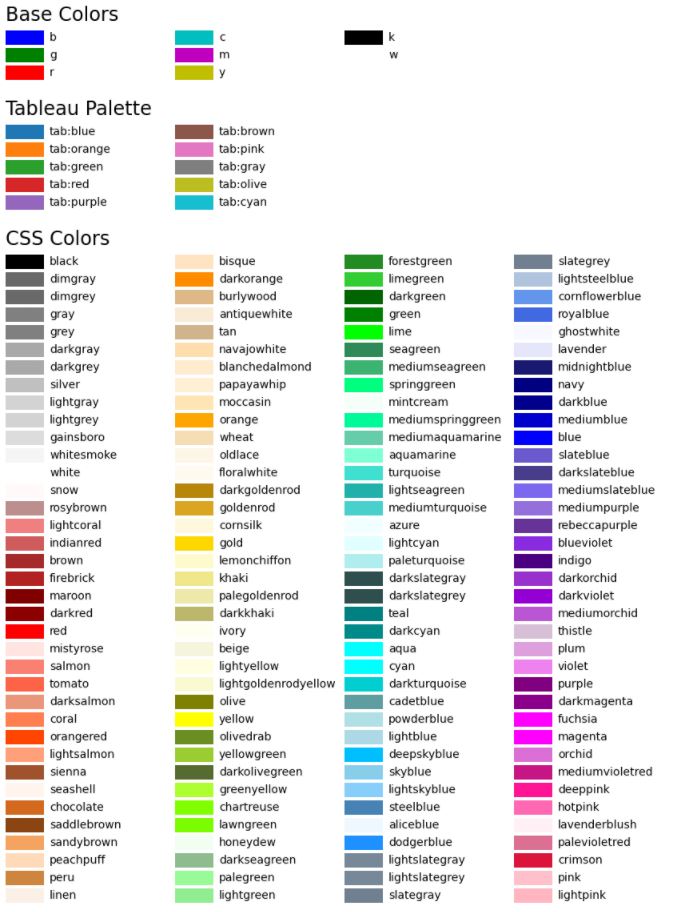 Base Colors
b
g
r
c
m
y
k
w
Tableau Palette
tab:blue
tab:orange
tab:green
tab:red
tab:purple
tab:brown
tab:pink
tab:gray
tab:olive
tab:cyan
CSS Colors
black
dimgray
dimgrey
gray
grey
darkgray
darkgrey
silver
lightgray
lightgrey
gainsboro
whitesmoke
white
snow
rosybrown
lightcoral
indianred
brown
firebrick
maroon
darkred
red
mistyrose
salmon
tomato
darksalmon
coral
orangered
lightsalmon
sienna
seashell
chocolate
saddlebrown
sandybrown
peachpuff
peru
linen
bisque
darkorange
burlywood
antiquewhite
tan
navajowhite
blanchedalmond
papayawhip
moccasin
orange
wheat
oldlace
floralwhite
darkgoldenrod
goldenrod
cornsilk
gold
lemonchiffon
khaki
palegoldenrod
darkkhaki
ivory
beige
lightyellow
lightgoldenrodyellow
olive
yellow
olivedrab
yellowgreen
darkolivegreen
greenyellow
chartreuse
lawngreen
honeydew
darkseagreen
palegreen
lightgreen
forestgreen
limegreen
darkgreen
green
lime
seagreen
mediumseagreen
springgreen
mintcream
mediumspringgreen
mediumaquamarine
aquamarine
turquoise
lightseagreen
mediumturquoise
azure
lightcyan
paleturquoise
darkslategray
darkslategrey
teal
darkcyan
aqua
cyan
darkturquoise
cadetblue
powderblue
lightblue
deepskyblue
skyblue
lightskyblue
steelblue
aliceblue
dodgerblue
lightslategray
lightslategrey
slategray
slategrey
lightsteelblue
cornflowerblue
royalblue
ghostwhite
lavender
midnightblue
navy
darkblue
mediumblue
blue
slateblue
darkslateblue
mediumslateblue
mediumpurple
rebeccapurple
blueviolet
indigo
darkorchid
darkviolet
mediumorchid
thistle
plum
violet
purple
darkmagenta
fuchsia
magenta
orchid
mediumvioletred
deeppink
hotpink
lavenderblush
palevioletred
crimson
pink
lightpink